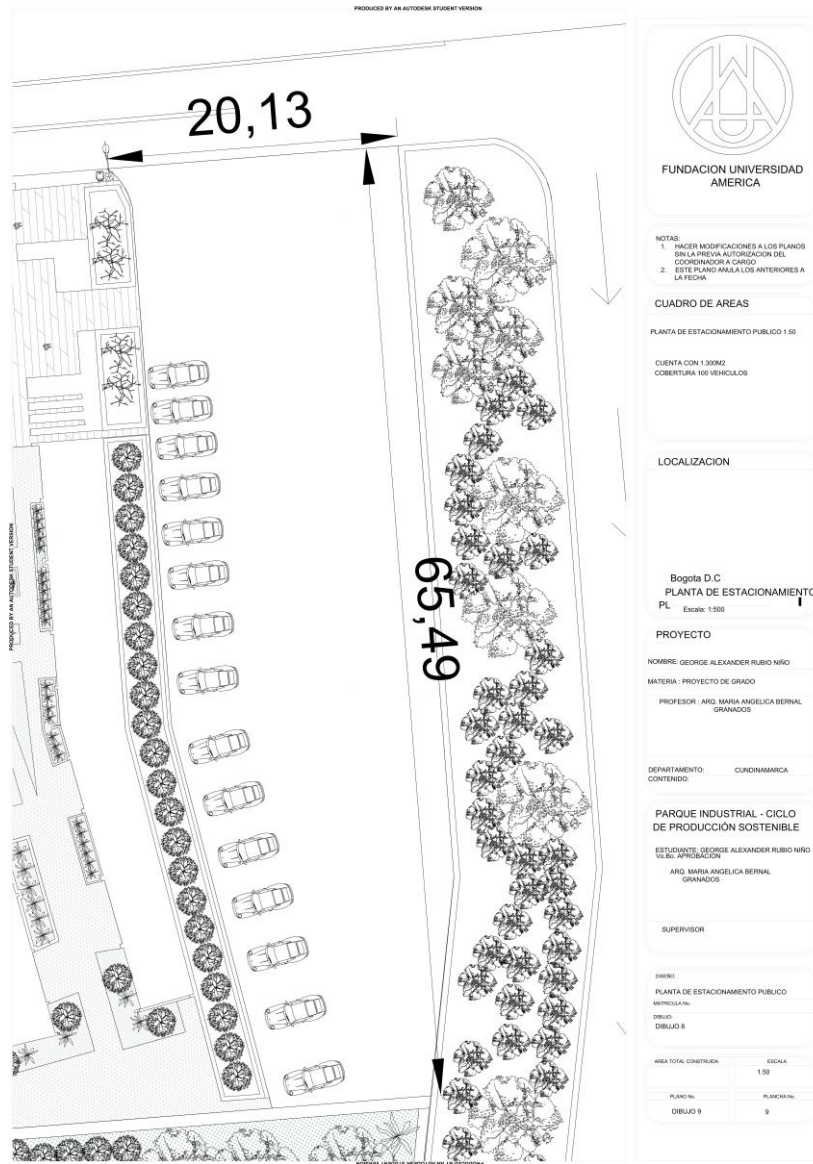 PRODUCED BY AN AUTODESK STUDENT VERSION
20,13
65,49
PRODUCED BY AN AUTODESK STUDENT VERSION
FUNDACION UNIVERSIDAD
AMERICA
NOTAS:
1. HACER MODIFICACIONES A LOS PLANOS
SIN LA PREVIA AUTORIZACION DEL
COORDINADOR A CARGO
2. ESTE PLANO ANULA LOS ANTERIORES A
LA FECHA
CUADRO DE AREAS
PLANTA DE ESTACIONAMIENTO PUBLICO 1.50
CUENTA CON 1.300M2
COBERTURA 100 VEHICULOS
LOCALIZACION
Bogota D.C
PLANTA DE ESTACIONAMIENTO
PL Escala: 1:500
PROYECTO
NOMBRE: GEORGE ALEXANDER RUBIO NIÑO
MATERIA : PROYECTO DE GRADO
PROFESOR : ARQ. MARIA ANGELICA BERNAL
GRANADOS
DEPARTAMENTO: CUNDINAMARCA
CONTENIDO:
PARQUE INDUSTRIAL - CICLO
DE PRODUCCIÓN SOSTENIBLE
ESTUDIANTE: GEORGE ALEXANDER RUBIO NIÑO
Vo.Bo. APROBACION
ARQ. MARIA ANGELICA BERNAL
GRANADOS
SUPERVISOR
DISEÑO:
PLANTA DE ESTACIONAMIENTO PUBLICO
MATRICULA No.
DIBUJO:
DIBUJO 8
AREA TOTAL CONSTRUIDA ESCALA
1.50
PLANO No. PLANCHA No.
DIBUJO 9 9
PRODUCED BY AN AUTODESK STUDENT VERSION